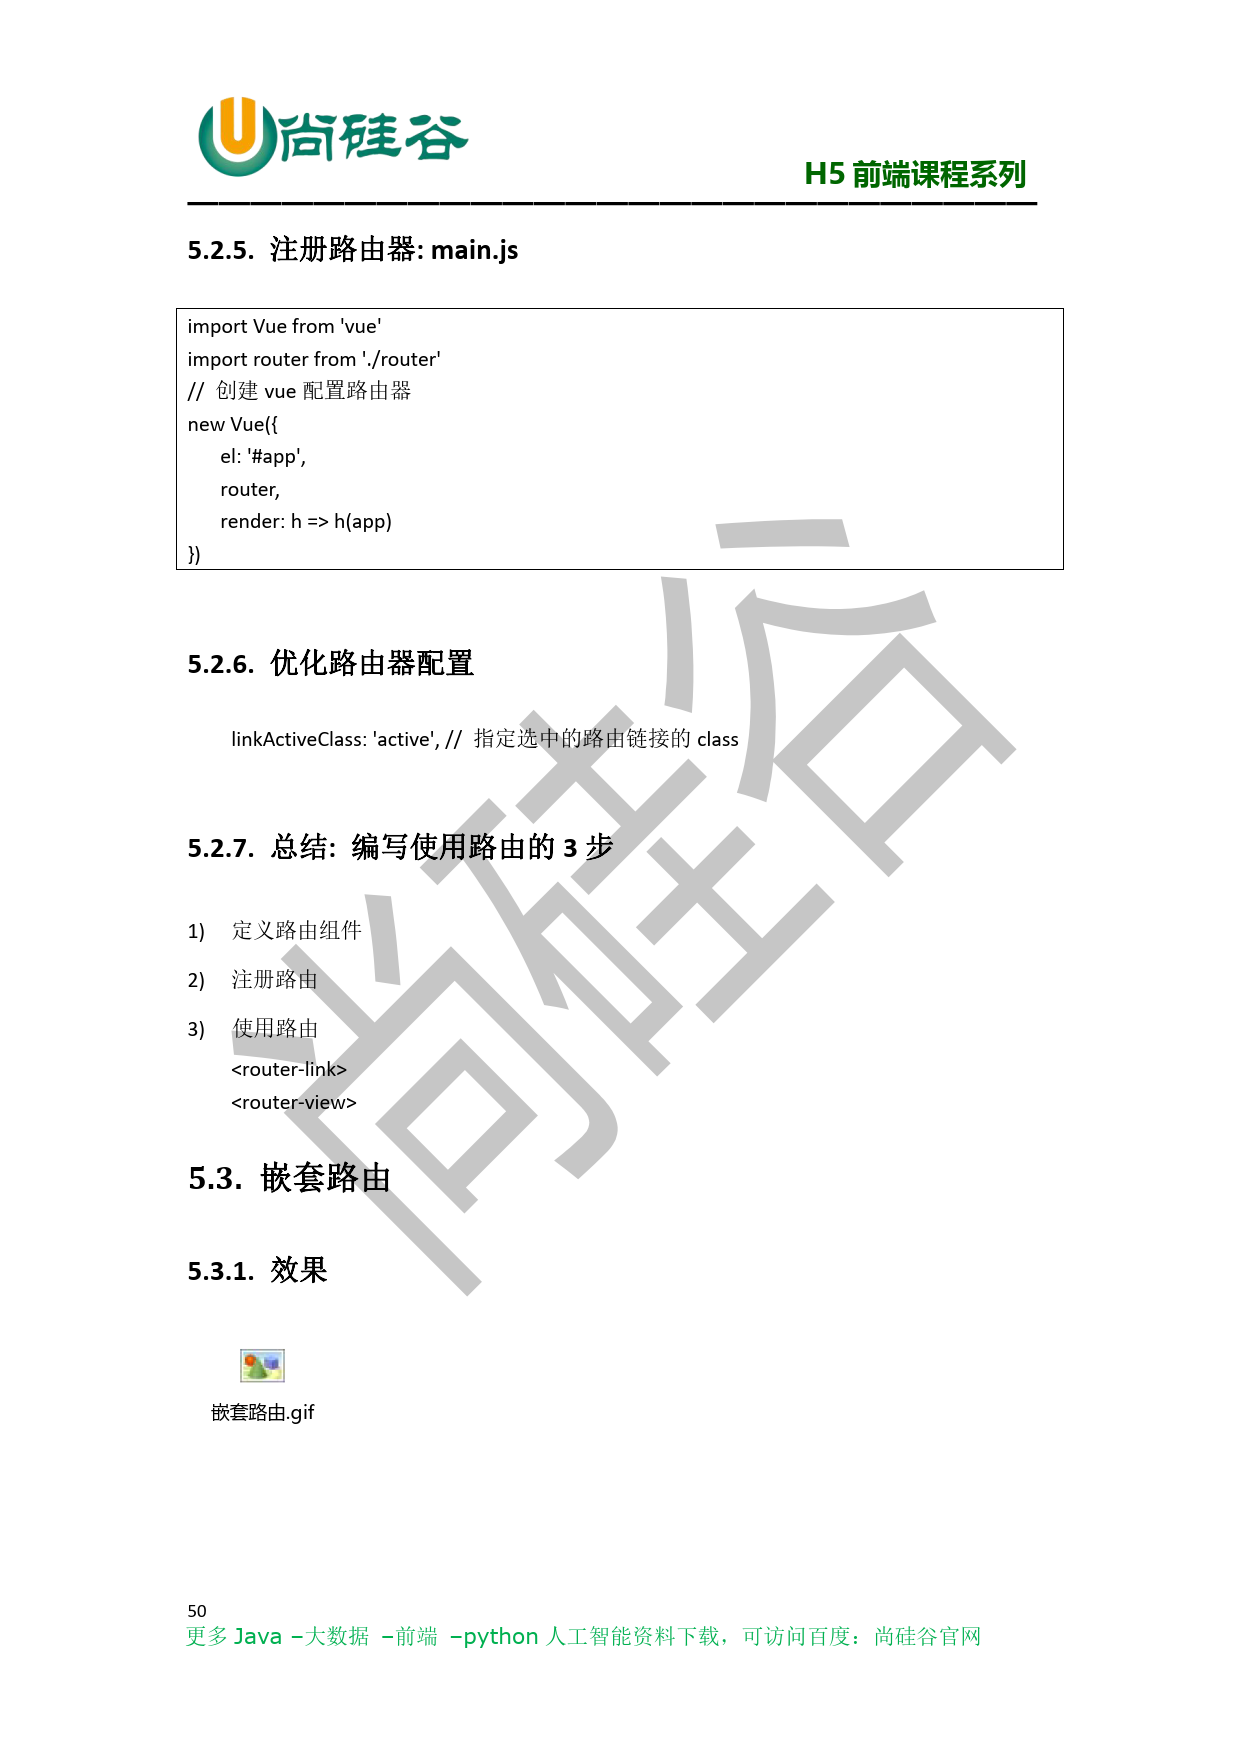 尚硅谷
H5 前端课程系列
5.2.5. 注册路由器: main.js
import Vue from 'vue'
import router from './router'
// 创建 vue 配置路由器
new Vue({
el: '#app',
router,
render: h => h(app)
})
5.2.6. 优化路由器配置
linkActiveClass: 'active', // 指定选中的路由链接的 class
5.2.7. 总结: 编写使用路由的 3 步
1) 定义路由组件
2) 注册路由
3) 使用路由
<router-link>
<router-view>
5.3. 嵌套路由
5.3.1. 效果
嵌套路由.gif
尚硅谷
50
更多 Java –大数据 –前端 –python 人工智能资料下载，可访问百度：尚硅谷官网